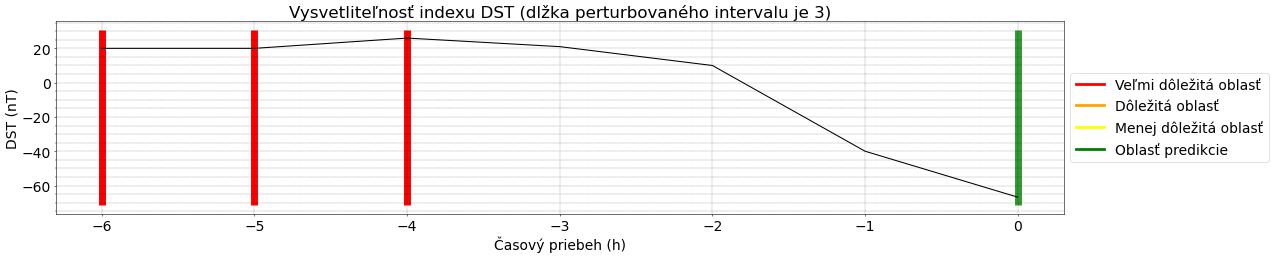 Vysvetliteľnosť indexu DST (dĺžka perturbovaného intervalu je 3)
DST (nT)
20
0
−20
−40
−60
−6 −5 −4 −3 −2 −1 0
Časový priebeh (h)
Veľmi dôležitá oblasť
Dôležitá oblasť
Menej dôležitá oblasť
Oblasť predikcie